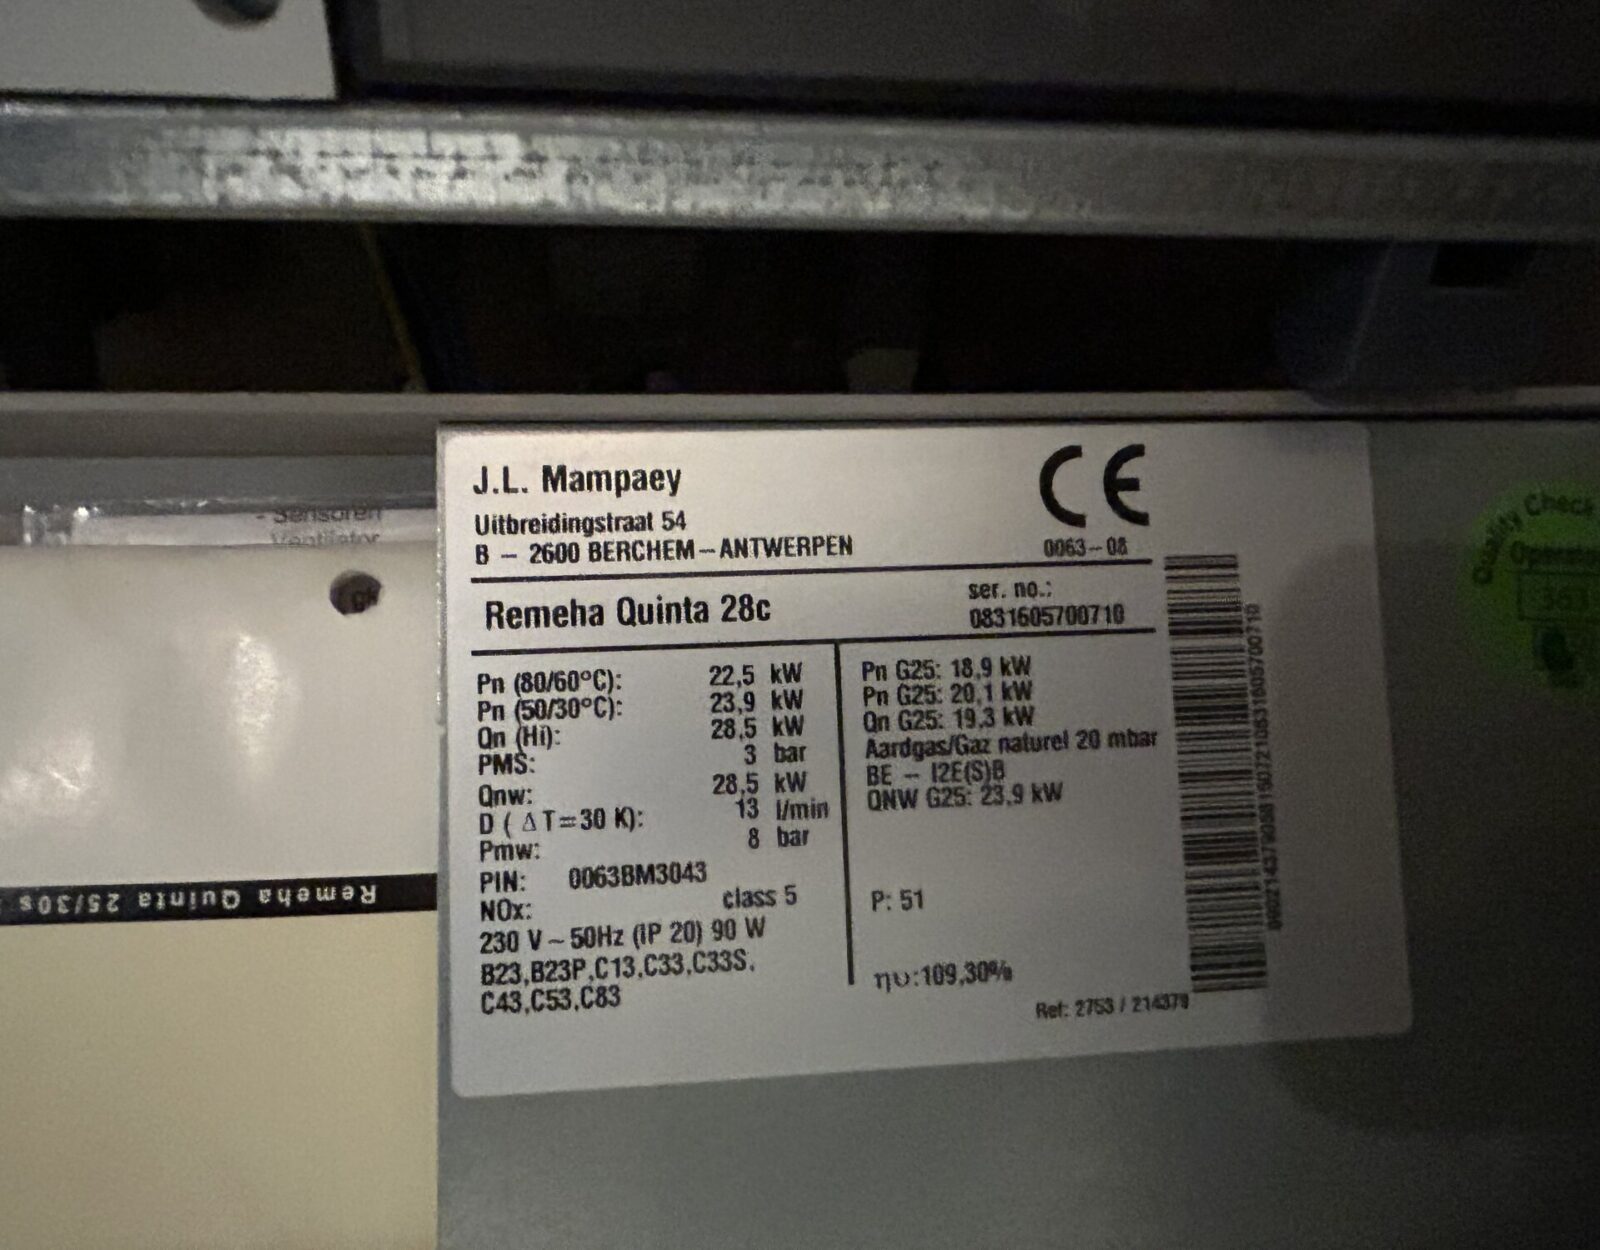 - Sensoren
Ventilator
J.L. Mampaey
Uitbreidingstraat 54
B – 2600 BERCHEM–ANTWERPEN
CE
0063–08
Remeha Quinta 28c
ser. no.:
0831605700710
Pn (80/60°C): 22,5 kW
Pn (50/30°C): 23,9 kW
Qn (Hi): 28,5 kW
PMS: 3 bar
Qnw: 28,5 kW
D ( ΔT=30 K): 13 l/min
Pmw: 8 bar
PIN: 0063BM3043
NOx: class 5
230 V ~ 50Hz (IP 20) 90 W
B23,B23P,C13,C33,C33S,
C43,C53,C83
Pn G25: 18,9 kW
Pn G25: 20,1 kW
Qn G25: 19,3 kW
Aardgas/Gaz naturel 20 mbar
BE – I2E(S)B
QNW G25: 23,9 kW
P: 51
ηυ:109,30%
Ref: 2753 / 214379
Quality Check
Remeha Quinta 25/30s